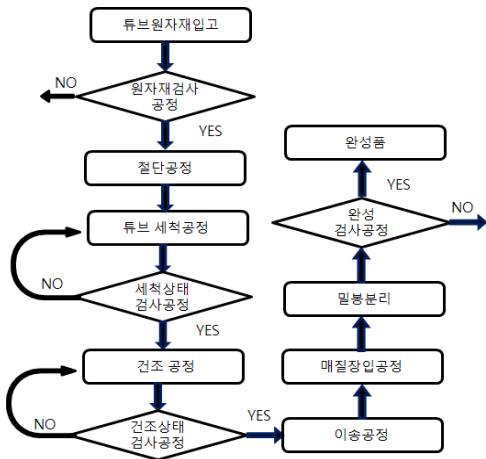 튜브원자재입고
NO
원자재검사
공정
YES
절단공정
튜브 세척공정
NO
세척상태
검사공정
YES
건조 공정
NO
건조상태
검사공정
YES
이송공정
매질장입공정
밀봉분리
완성
검사공정
NO
YES
완성품